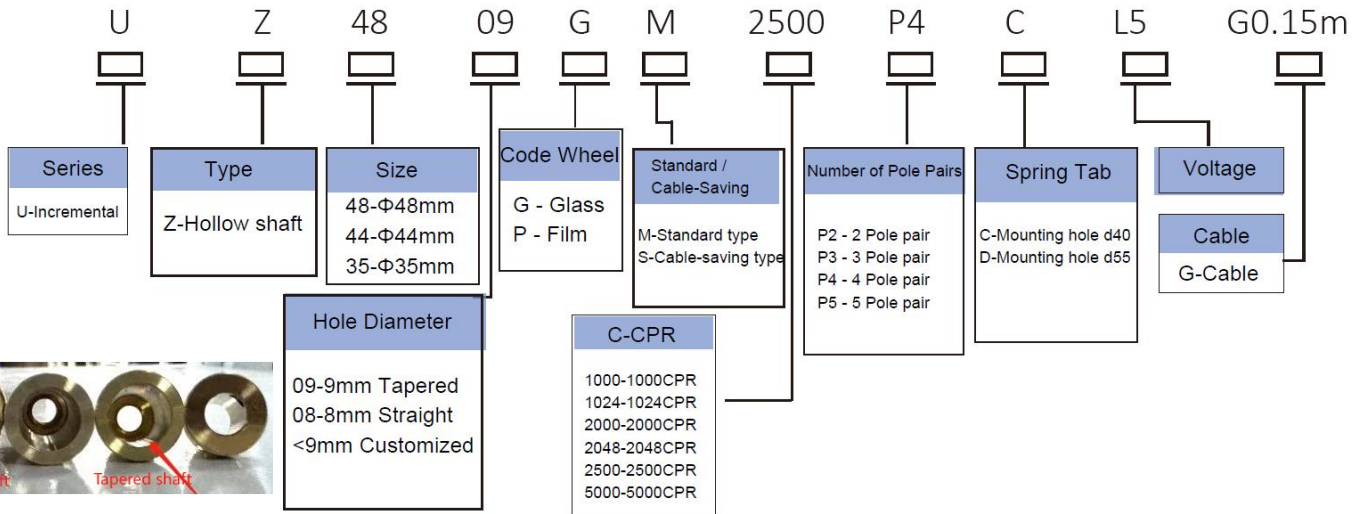 U Z 48 09 G M 2500 P4 C L5 G0.15m
Series
U-Incremental
Type
Z-Hollow shaft
Size
48-Φ48mm
44-Φ44mm
35-Φ35mm
Hole Diameter
09-9mm Tapered
08-8mm Straight
<9mm Customized
Code Wheel
G - Glass
P - Film
Standard /
Cable-Saving
M-Standard type
S-Cable-saving type
C-CPR
1000-1000CPR
1024-1024CPR
2000-2000CPR
2048-2048CPR
2500-2500CPR
5000-5000CPR
Number of Pole Pairs
P2 - 2 Pole pair
P3 - 3 Pole pair
P4 - 4 Pole pair
P5 - 5 Pole pair
Spring Tab
C-Mounting hole d40
D-Mounting hole d55
Voltage
Cable
G-Cable
Tapered shaft